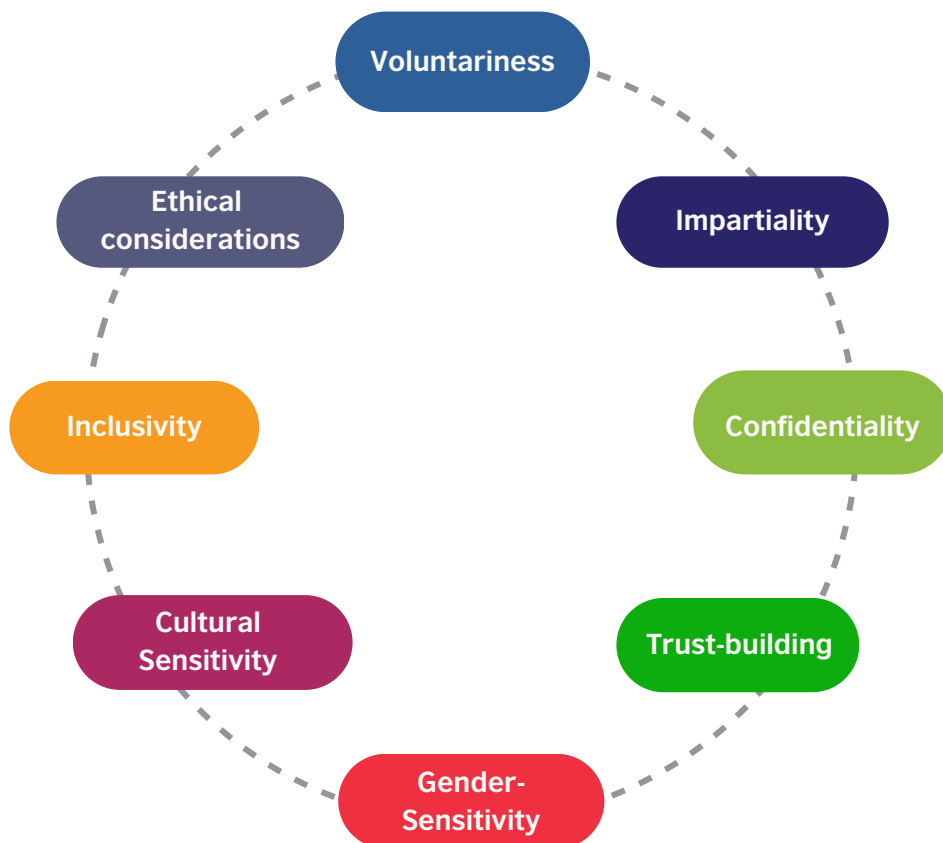 Voluntariness
Impartiality
Confidentiality
Trust-building
Gender-
Sensitivity
Cultural
Sensitivity
Inclusivity
Ethical
considerations